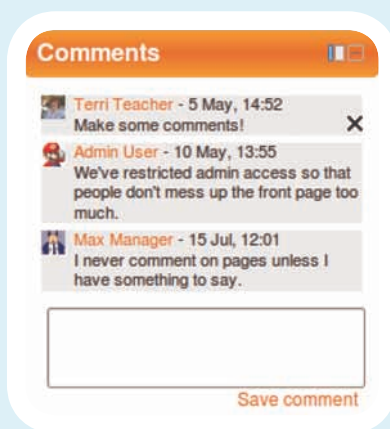 Comments
Terri Teacher - 5 May, 14:52
Make some comments!
Admin User - 10 May, 13:55
We've restricted admin access so that
people don't mess up the front page too
much.
Max Manager - 15 Jul, 12:01
I never comment on pages unless I
have something to say.
Save comment